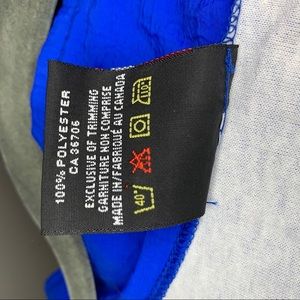 100% POLYESTER
CA 36706
EXCLUSIVE OF TRIMMING
GARNITURE NON COMPRISE
MADE IN/FABRIQUÉ AU CANADA
40°